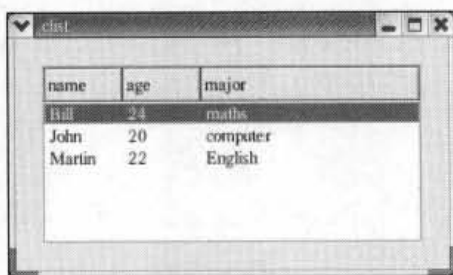 clist
name age major
Bill 24 maths
John 20 computer
Martin 22 English